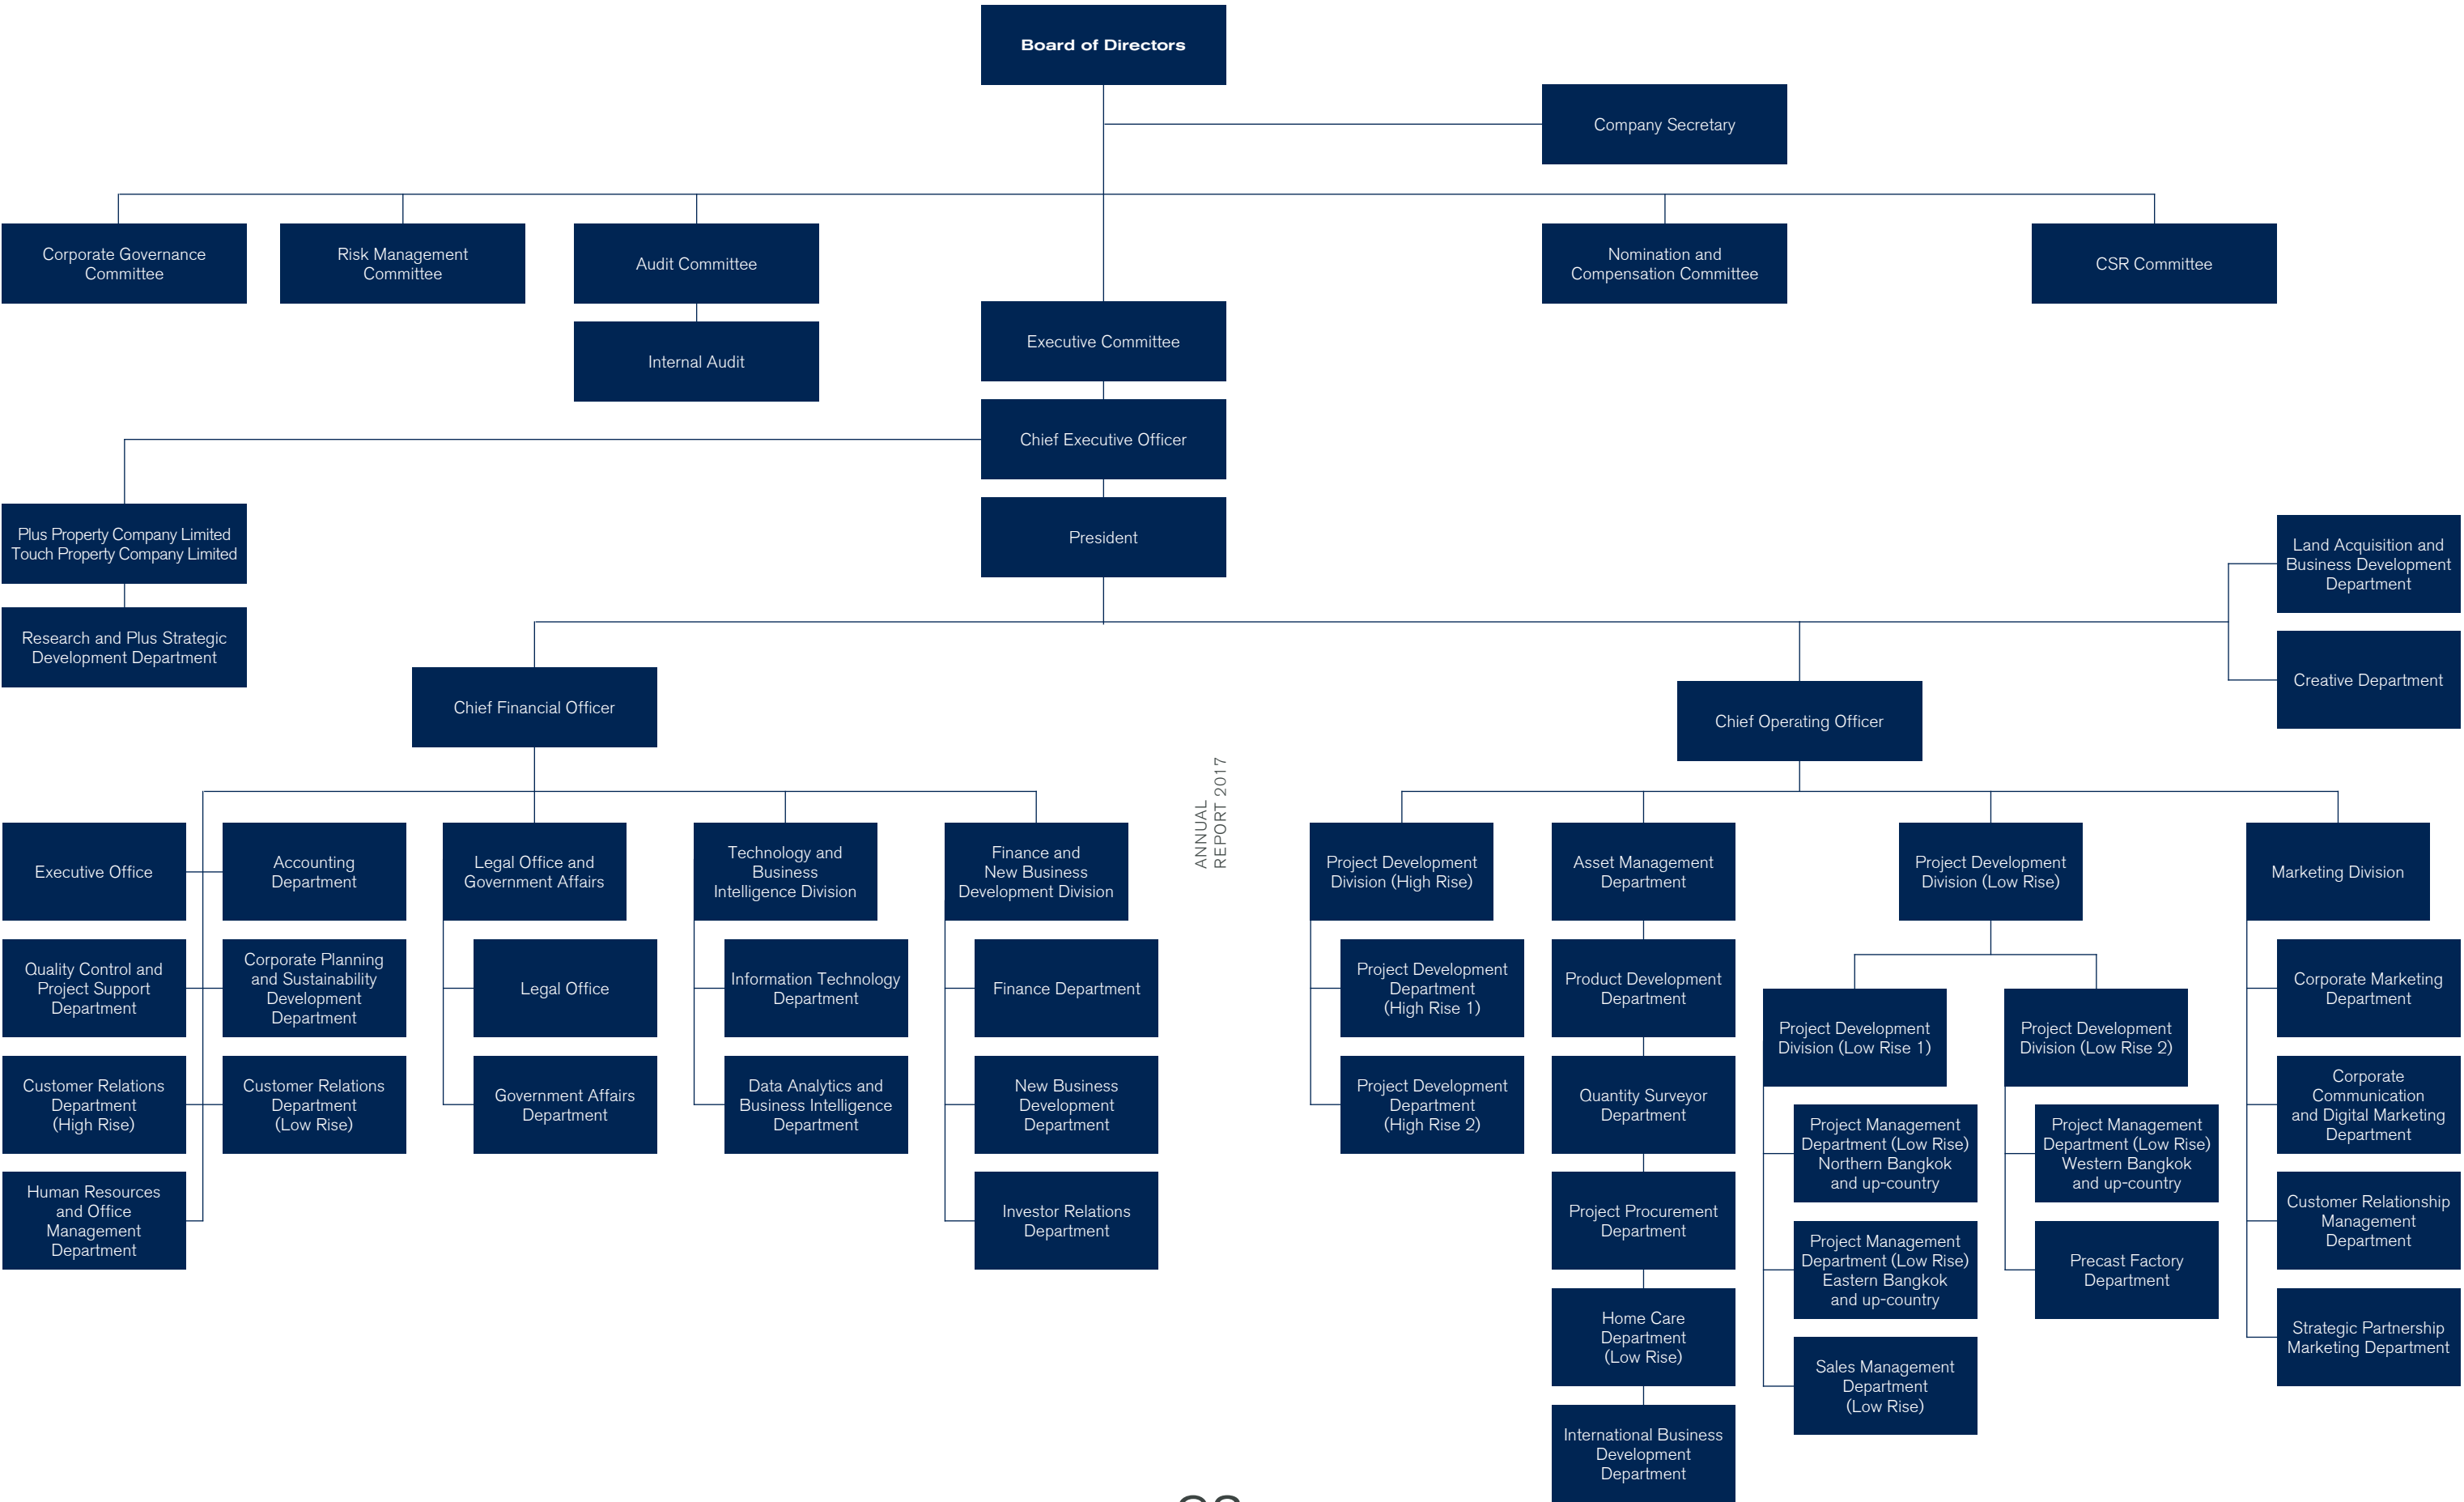 Board of Directors
Company Secretary
Corporate Governance
Committee
Risk Management
Committee
Audit Committee
Nomination and
Compensation Committee
CSR Committee
Internal Audit
Executive Committee
Chief Executive Officer
Plus Property Company Limited
Touch Property Company Limited
Research and Plus Strategic
Development Department
President
Land Acquisition and
Business Development
Department
Creative Department
Chief Financial Officer
Chief Operating Officer
ANNUAL
REPORT 2017
Executive Office
Quality Control and
Project Support
Department
Customer Relations
Department
(High Rise)
Human Resources
and Office
Management
Department
Accounting
Department
Corporate Planning
and Sustainability
Development
Department
Customer Relations
Department
(Low Rise)
Legal Office and
Government Affairs
Legal Office
Government Affairs
Department
Technology and
Business
Intelligence Division
Information Technology
Department
Data Analytics and
Business Intelligence
Department
Finance and
New Business
Development Division
Finance Department
New Business
Development
Department
Investor Relations
Department
Project Development
Division (High Rise)
Project Development
Department
(High Rise 1)
Project Development
Department
(High Rise 2)
Asset Management
Department
Product Development
Department
Quantity Surveyor
Department
Project Procurement
Department
Home Care
Department
(Low Rise)
International Business
Development
Department
Project Development
Division (Low Rise)
Project Development
Division (Low Rise 1)
Project Management
Department (Low Rise)
Northern Bangkok
and up-country
Project Management
Department (Low Rise)
Eastern Bangkok
and up-country
Sales Management
Department
(Low Rise)
Project Development
Division (Low Rise 2)
Project Management
Department (Low Rise)
Western Bangkok
and up-country
Precast Factory
Department
Marketing Division
Corporate Marketing
Department
Corporate
Communication
and Digital Marketing
Department
Customer Relationship
Management
Department
Strategic Partnership
Marketing Department